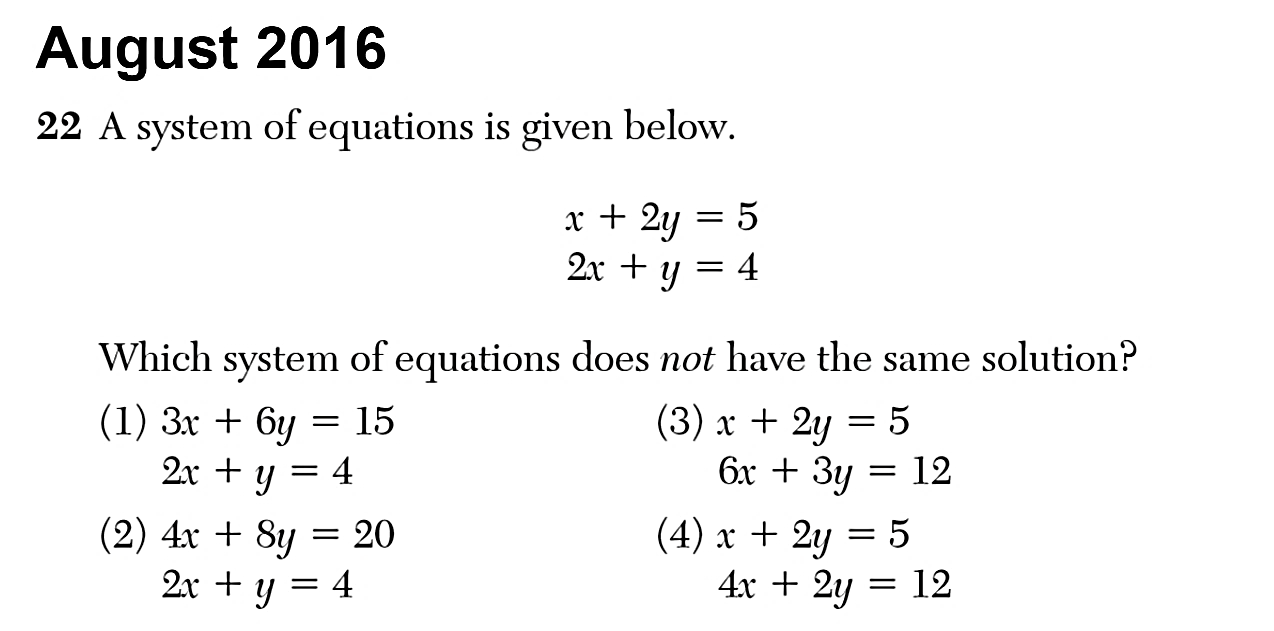 August 2016
22 A system of equations is given below.
x + 2y = 5
2x + y = 4
Which system of equations does not have the same solution?
(1) 3x + 6y = 15
2x + y = 4
(2) 4x + 8y = 20
2x + y = 4
(3) x + 2y = 5
6x + 3y = 12
(4) x + 2y = 5
4x + 2y = 12